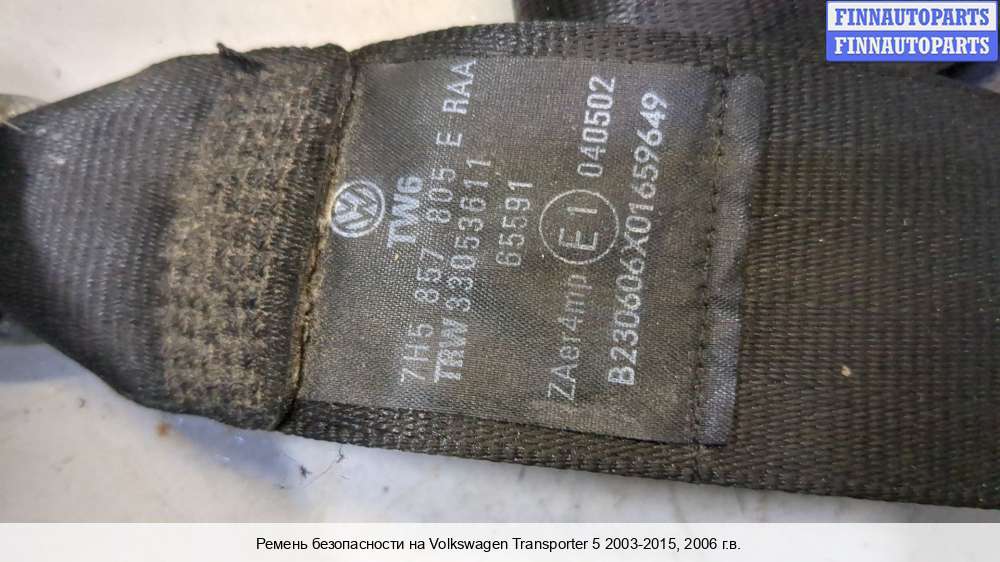 FINNAUTOPARTS
FINNAUTOPARTS
TW6
7H5 857 805 E RAA
TRW 33053611
65591
ZAer4mp E1 040502
B230606X01659649
Ремень безопасности на Volkswagen Transporter 5 2003-2015, 2006 г.в.